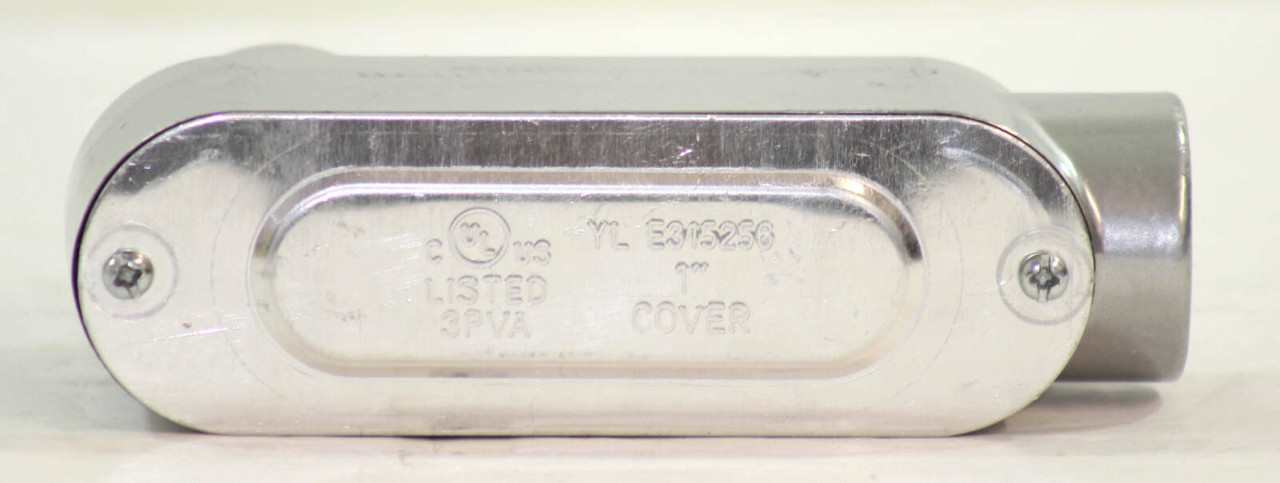 C UL US
LISTED
3PVA
YL E315256
1"
COVER